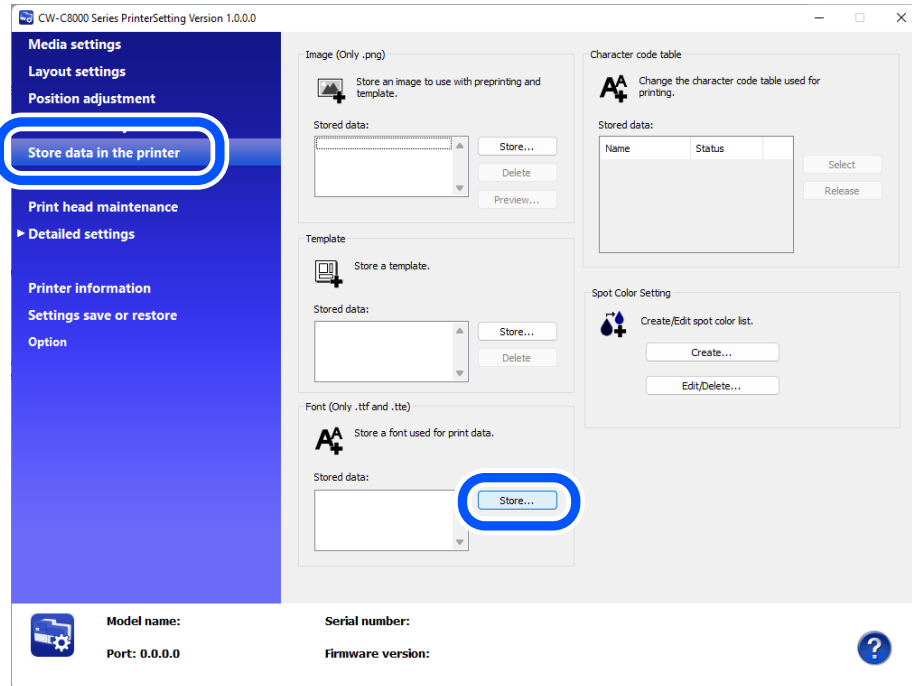 CW-C8000 Series PrinterSetting Version 1.0.0.0
Media settings
Layout settings
Position adjustment
Store data in the printer
Print head maintenance
Detailed settings
Printer information
Settings save or restore
Option
Image (Only .png)
Store an image to use with preprinting and
template.
Stored data:
Store...
Delete
Preview...
Template
Store a template.
Stored data:
Store...
Delete
Font (Only .ttf and .tte)
Store a font used for print data.
Stored data:
Store...
Character code table
Change the character code table used for
printing.
Stored data:
Name Status
Select
Release
Spot Color Setting
Create/Edit spot color list.
Create...
Edit/Delete...
Model name:
Serial number:
Port: 0.0.0.0
Firmware version: